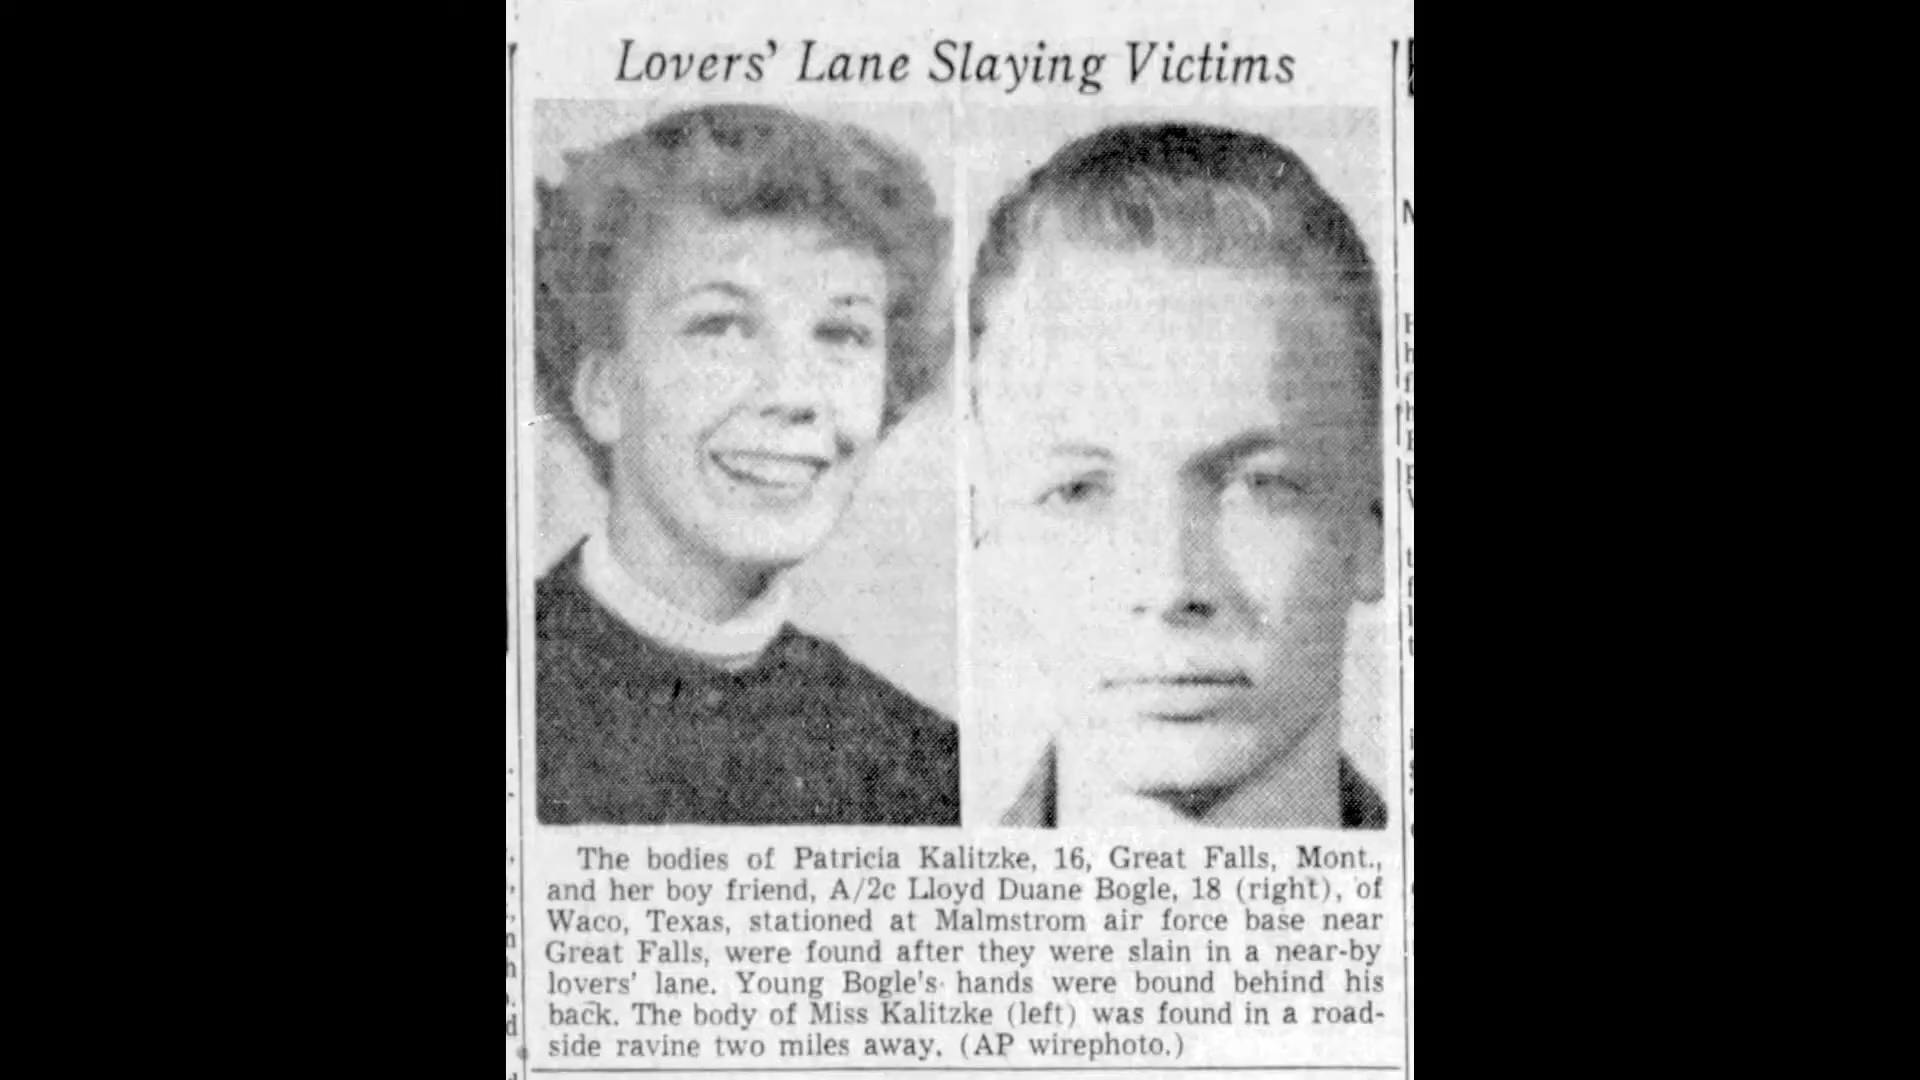 Lovers' Lane Slaying Victims
The bodies of Patricia Kalitzke, 16, Great Falls, Mont.,
and her boy friend, A/2c Lloyd Duane Bogle, 18 (right), of
Waco, Texas, stationed at Malmstrom air force base near
Great Falls, were found after they were slain in a near-by
lovers' lane. Young Bogle's hands were bound behind his
back. The body of Miss Kalitzke (left) was found in a road-
side ravine two miles away. (AP wirephoto.)